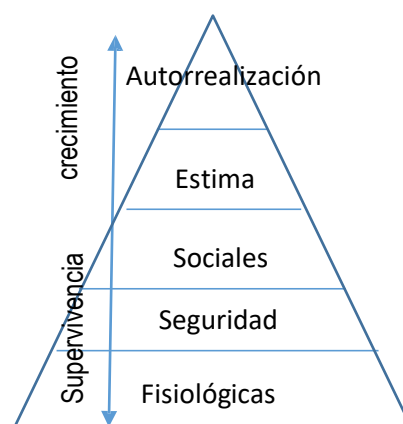 crecimiento
Autorrealización
Estima
Sociales
Supervivencia
Seguridad
Fisiológicas